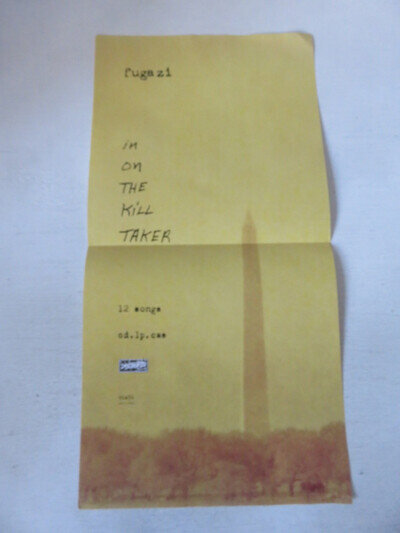 fugazi
in
on
THE
KiLL
TAKER
12 songs
cd.lp.cas